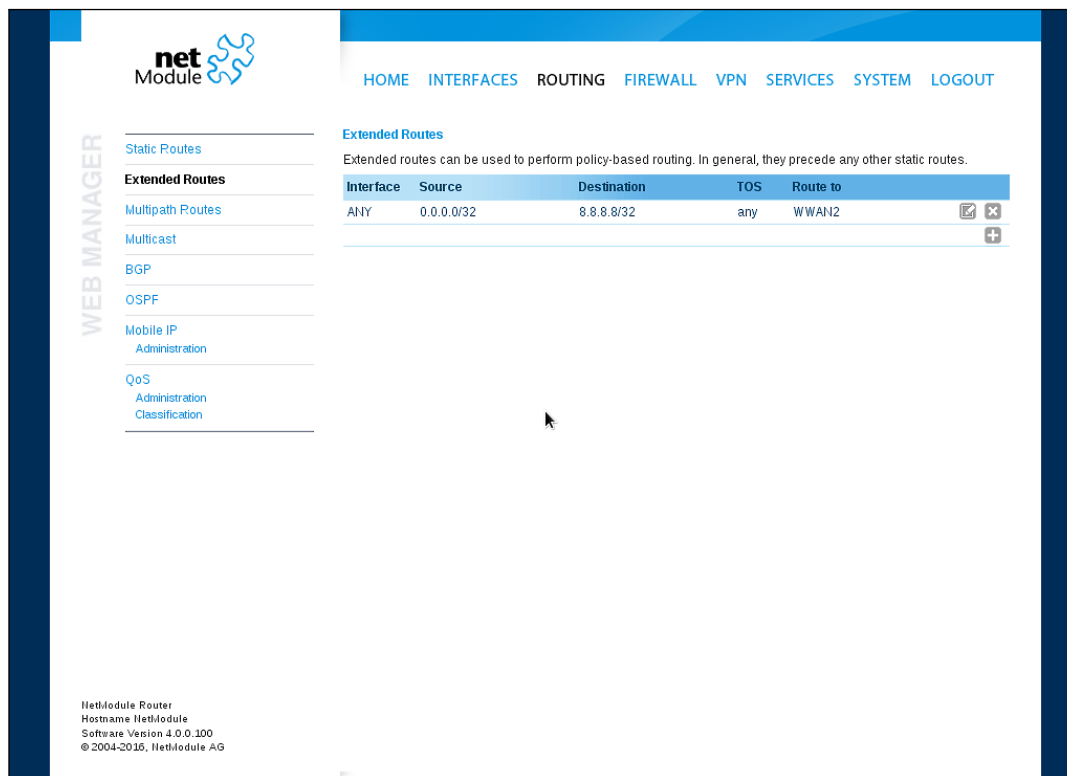 net
Module
HOME INTERFACES ROUTING FIREWALL VPN SERVICES SYSTEM LOGOUT
WEB MANAGER
Static Routes
Extended Routes
Multipath Routes
Multicast
BGP
OSPF
Mobile IP
Administration
QoS
Administration
Classification
Extended Routes
Extended routes can be used to perform policy-based routing. In general, they precede any other static routes.
Interface Source Destination TOS Route to
ANY 0.0.0.0/32 8.8.8.8/32 any WWAN2
NetModule Router
Hostname NetModule
Software Version 4.0.0.100
© 2004-2016, NetModule AG